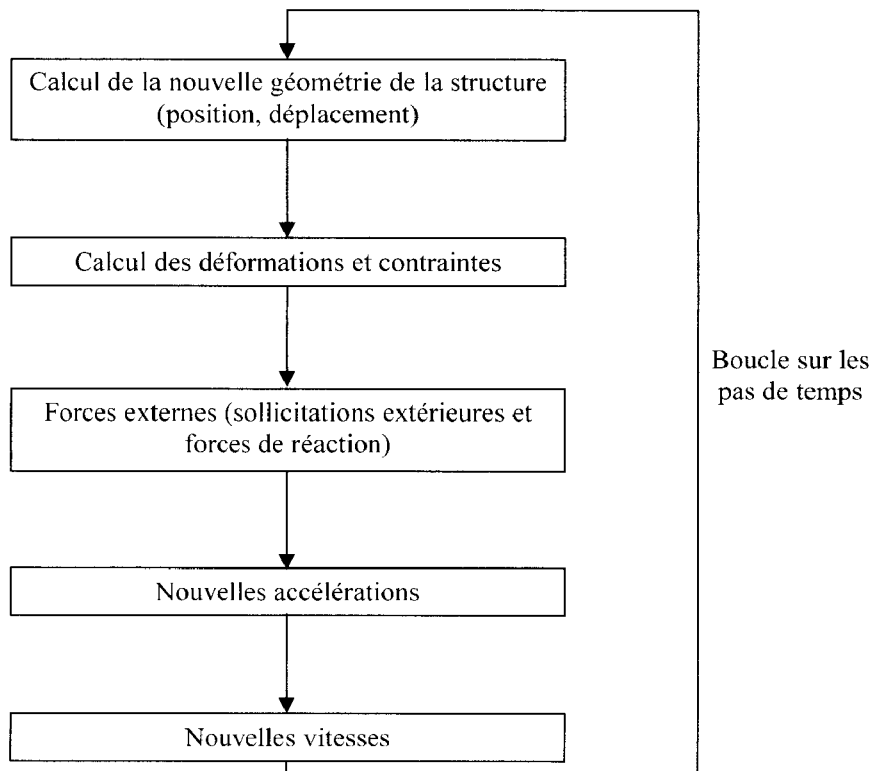 Calcul de la nouvelle géométrie de la structure
(position, déplacement)
Calcul des déformations et contraintes
Boucle sur les
pas de temps
Forces externes (sollicitations extérieures et
forces de réaction)
Nouvelles accélérations
Nouvelles vitesses